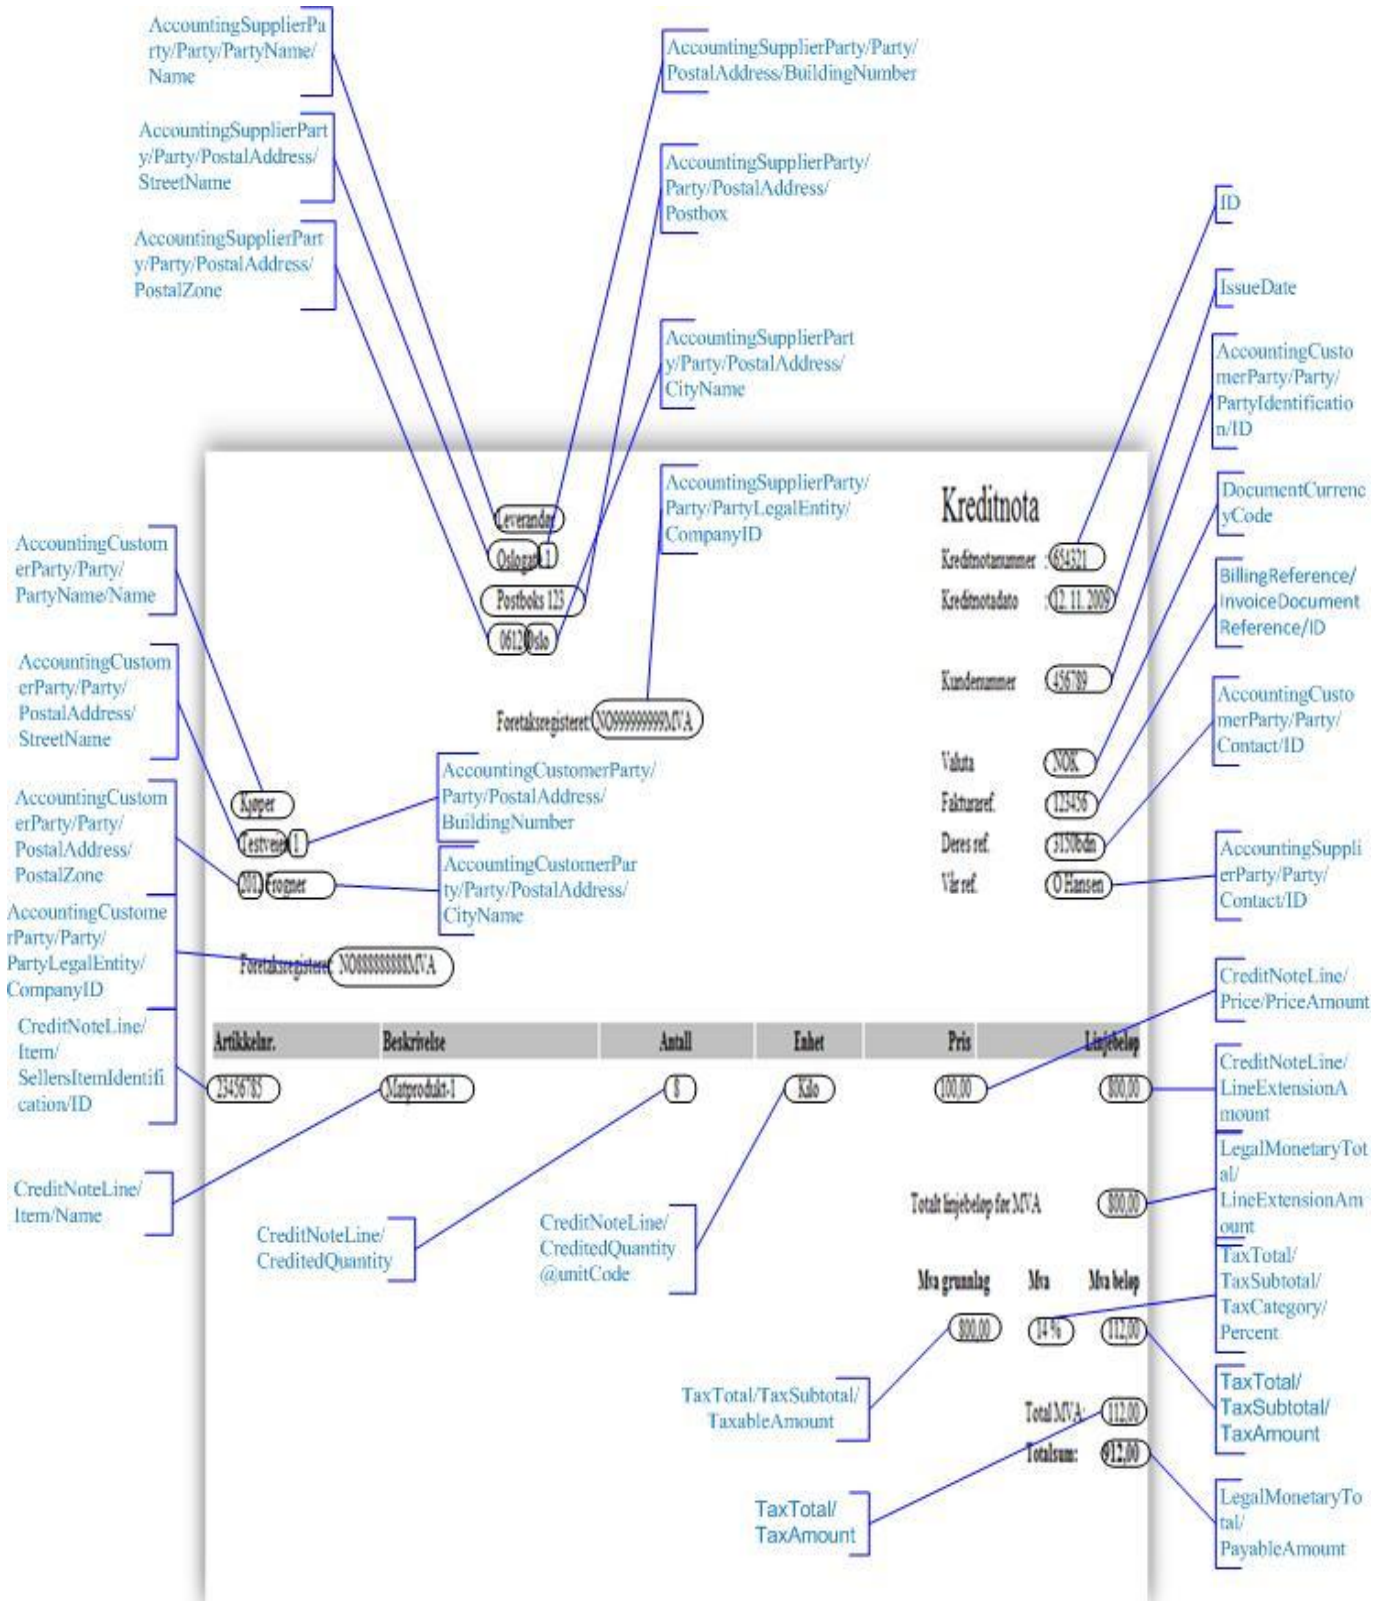 AccountingSupplierPa
rty/Party/PartyName/
Name
AccountingSupplierParty/Party/
PostalAddress/BuildingNumber
AccountingSupplierPart
y/Party/PostalAddress/
StreetName
AccountingSupplierParty/
Party/PostalAddress/
Postbox
ID
AccountingSupplierPart
y/Party/PostalAddress/
PostalZone
IssueDate
AccountingSupplierPart
y/Party/PostalAddress/
CityName
AccountingCusto
merParty/Party/
PartyIdentificatio
n/ID
AccountingSupplierParty/
Party/PartyLegalEntity/
CompanyID
DocumentCurrenc
yCode
Kreditnota
Leverandør
Oslogate 1
Postboks 123
0612 Oslo
Kreditnotanummer : 654321
Kreditnotadato : 12. 11. 2009
Kundenummer : 456789
Foretaksregisteret: NO999999999MVA
AccountingCustom
erParty/Party/
PartyName/Name
BillingReference/
InvoiceDocument
Reference/ID
AccountingCustom
erParty/Party/
PostalAddress/
StreetName
AccountingCusto
merParty/Party/
Contact/ID
Valuta NOK
Fakturaref. 123456
Deres ref. 3150bdn
Vår ref. O Hansen
AccountingCustomerParty/
Party/PostalAddress/
BuildingNumber
Kjøper
Testveien 1
2012 Frogner
AccountingCustom
erParty/Party/
PostalAddress/
PostalZone
AccountingCustomerPar
ty/Party/PostalAddress/
CityName
AccountingSuppli
erParty/Party/
Contact/ID
AccountingCustome
rParty/Party/
PartyLegalEntity/
CompanyID
Foretaksregisteret NO888888888MVA
CreditNoteLine/
Price/PriceAmount
CreditNoteLine/
Item/
SellersItemIdentifi
cation/ID
Artikkelnr. Beskrivelse Antall Enhet Pris Linjebeløp
23456785 Matprodukt-1 8 Kilo 100,00 800,00
CreditNoteLine/
LineExtensionA
mount
LegalMonetaryTot
al/
LineExtensionAm
ount
CreditNoteLine/
Item/Name
Totalt linjebeløp før MVA 800,00
CreditNoteLine/
CreditedQuantity
CreditNoteLine/
CreditedQuantity
@unitCode
TaxTotal/
TaxSubtotal/
TaxCategory/
Percent
Mva grunnlag Mva Mva beløp
800,00 14 % 112,00
TaxTotal/TaxSubtotal/
TaxableAmount
TaxTotal/
TaxSubtotal/
TaxAmount
Total MVA: 112,00
Totalsum: 912,00
TaxTotal/
TaxAmount
LegalMonetaryTo
tal/
PayableAmount